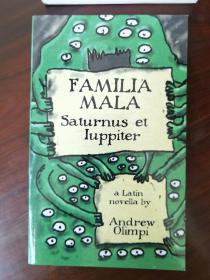 FAMILIA
MALA
Saturnus et
Iuppiter
a Latin
novella by
Andrew
Olimpi